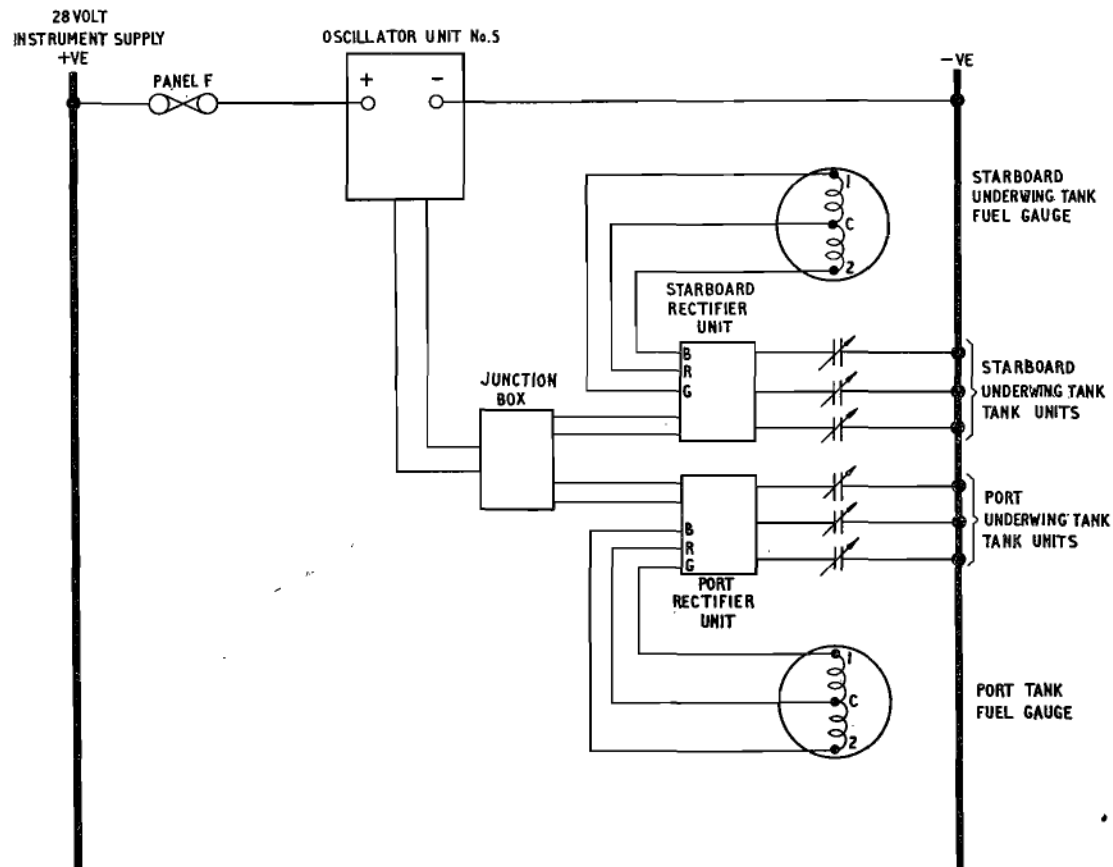 28 VOLT
INSTRUMENT SUPPLY
+VE
PANEL F
OSCILLATOR UNIT No.5
+
-
-VE
1
C
2
STARBOARD
UNDERWING TANK
FUEL GAUGE
STARBOARD
RECTIFIER
UNIT
B
R
G
STARBOARD
UNDERWING TANK
TANK UNITS
JUNCTION
BOX
B
R
G
PORT
RECTIFIER
UNIT
PORT
UNDERWING TANK
TANK UNITS
1
C
2
PORT TANK
FUEL GAUGE